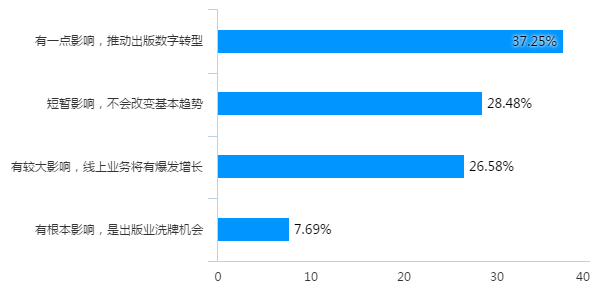 有一点影响，推动出版数字转型
37.25%
短暂影响，不会改变基本趋势
28.48%
有较大影响，线上业务将有爆发增长
26.58%
有根本影响，是出版业洗牌机会
7.69%
0 10 20 30 40